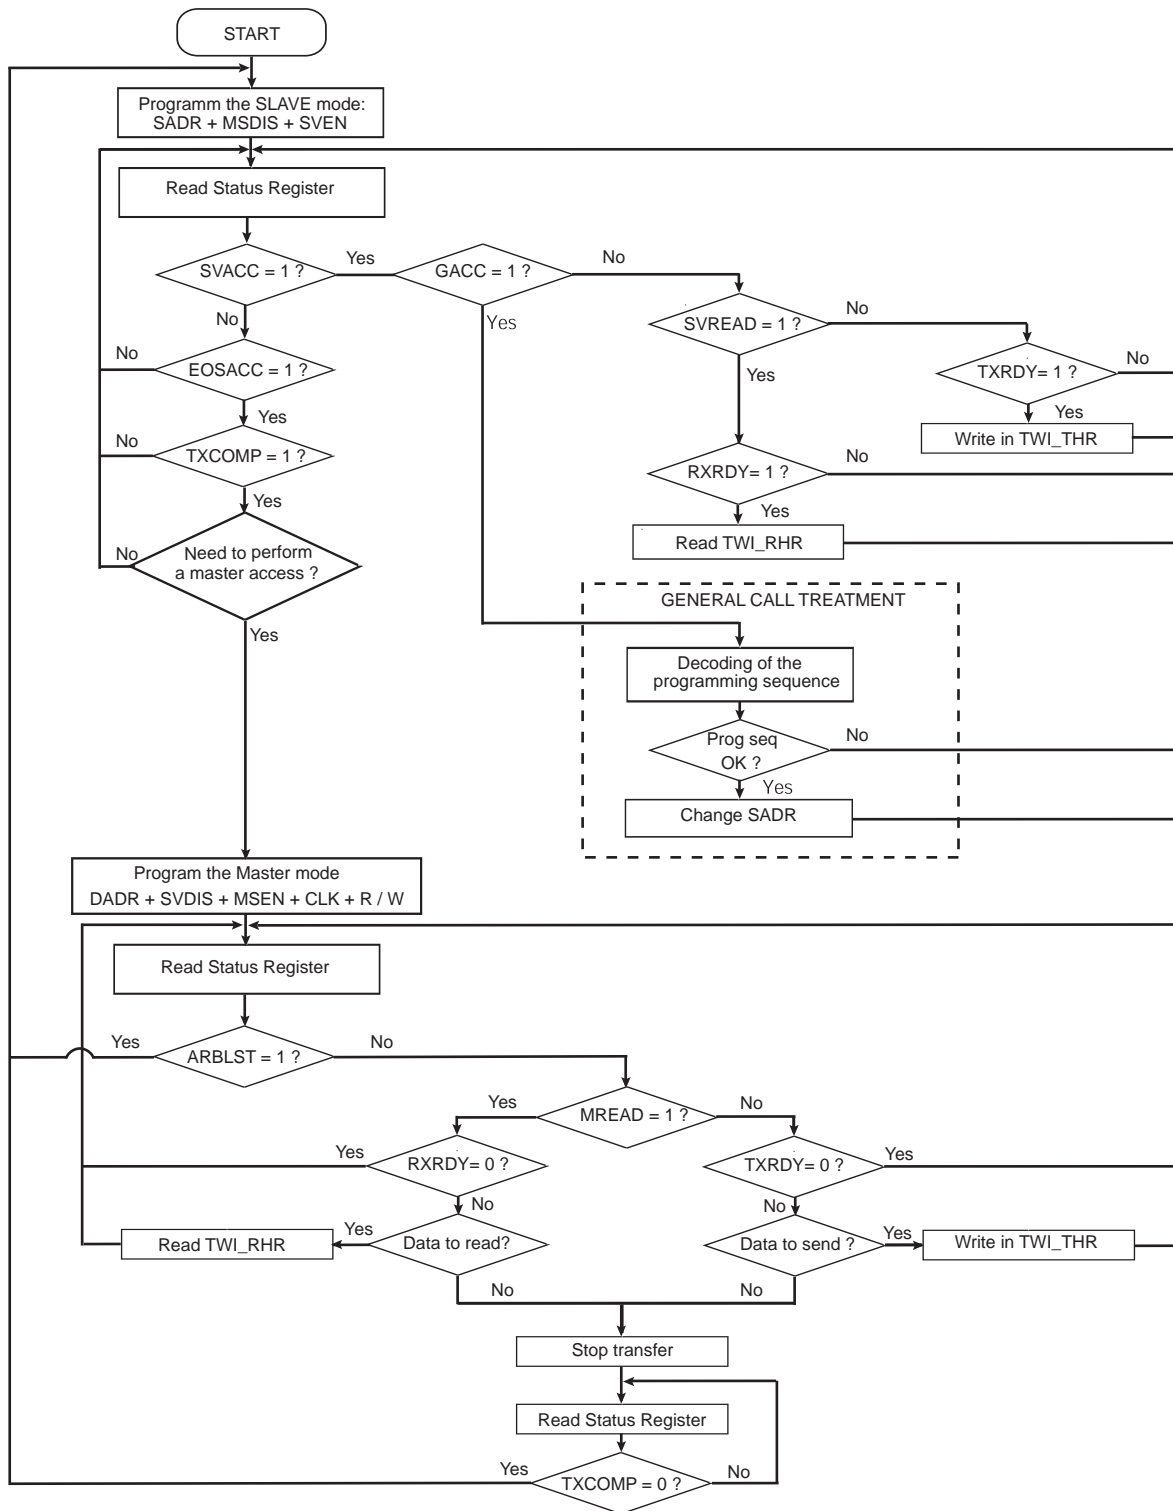 START
Programm the SLAVE mode:
SADR + MSDIS + SVEN
Read Status Register
SVACC = 1 ?
Yes
GACC = 1 ?
No
No
Yes
SVREAD = 1 ?
No
EOSACC = 1 ?
No
Yes
TXRDY= 1 ?
No
Yes
Yes
Write in TWI_THR
TXCOMP = 1 ?
No
Yes
RXRDY= 1 ?
No
Yes
Read TWI_RHR
Need to perform
a master access ?
No
Yes
GENERAL CALL TREATMENT
Decoding of the
programming sequence
Prog seq
OK ?
No
Yes
Change SADR
Program the Master mode
DADR + SVDIS + MSEN + CLK + R / W
Read Status Register
Yes
ARBLST = 1 ?
No
Yes
MREAD = 1 ?
No
Yes
RXRDY= 0 ?
TXRDY= 0 ?
Yes
No
No
Read TWI_RHR
Yes
Data to read?
Data to send ?
Yes
Write in TWI_THR
No
No
Stop transfer
Read Status Register
Yes
TXCOMP = 0 ?
No